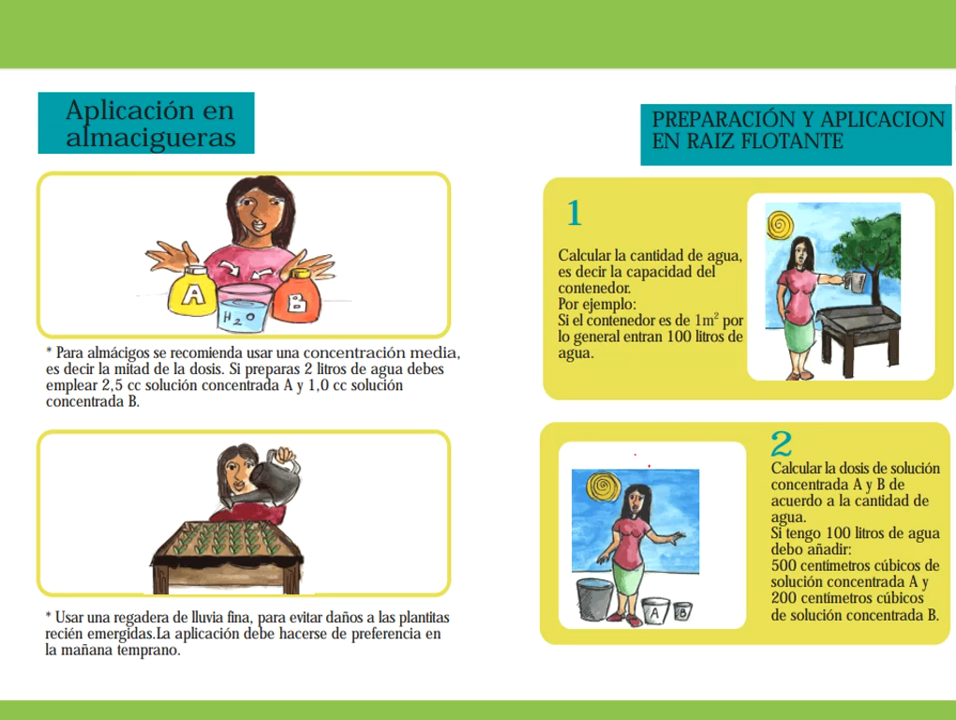 Aplicación en
almacigueras
A
B
H₂O
* Para almácigos se recomienda usar una concentración media,
es decir la mitad de la dosis. Si preparas 2 litros de agua debes
emplear 2,5 cc solución concentrada A y 1,0 cc solución
concentrada B.
* Usar una regadera de lluvia fina, para evitar daños a las plantitas
recién emergidas.La aplicación debe hacerse de preferencia en
la mañana temprano.
PREPARACIÓN Y APLICACION
EN RAIZ FLOTANTE
1
Calcular la cantidad de agua,
es decir la capacidad del
contenedor.
Por ejemplo:
Si el contenedor es de 1m² por
lo general entran 100 litros de
agua.
2
Calcular la dosis de solución
concentrada A y B de
acuerdo a la cantidad de
agua.
Si tengo 100 litros de agua
debo añadir:
500 centímetros cúbicos de
solución concentrada A y
200 centímetros cúbicos
de solución concentrada B.
A
B